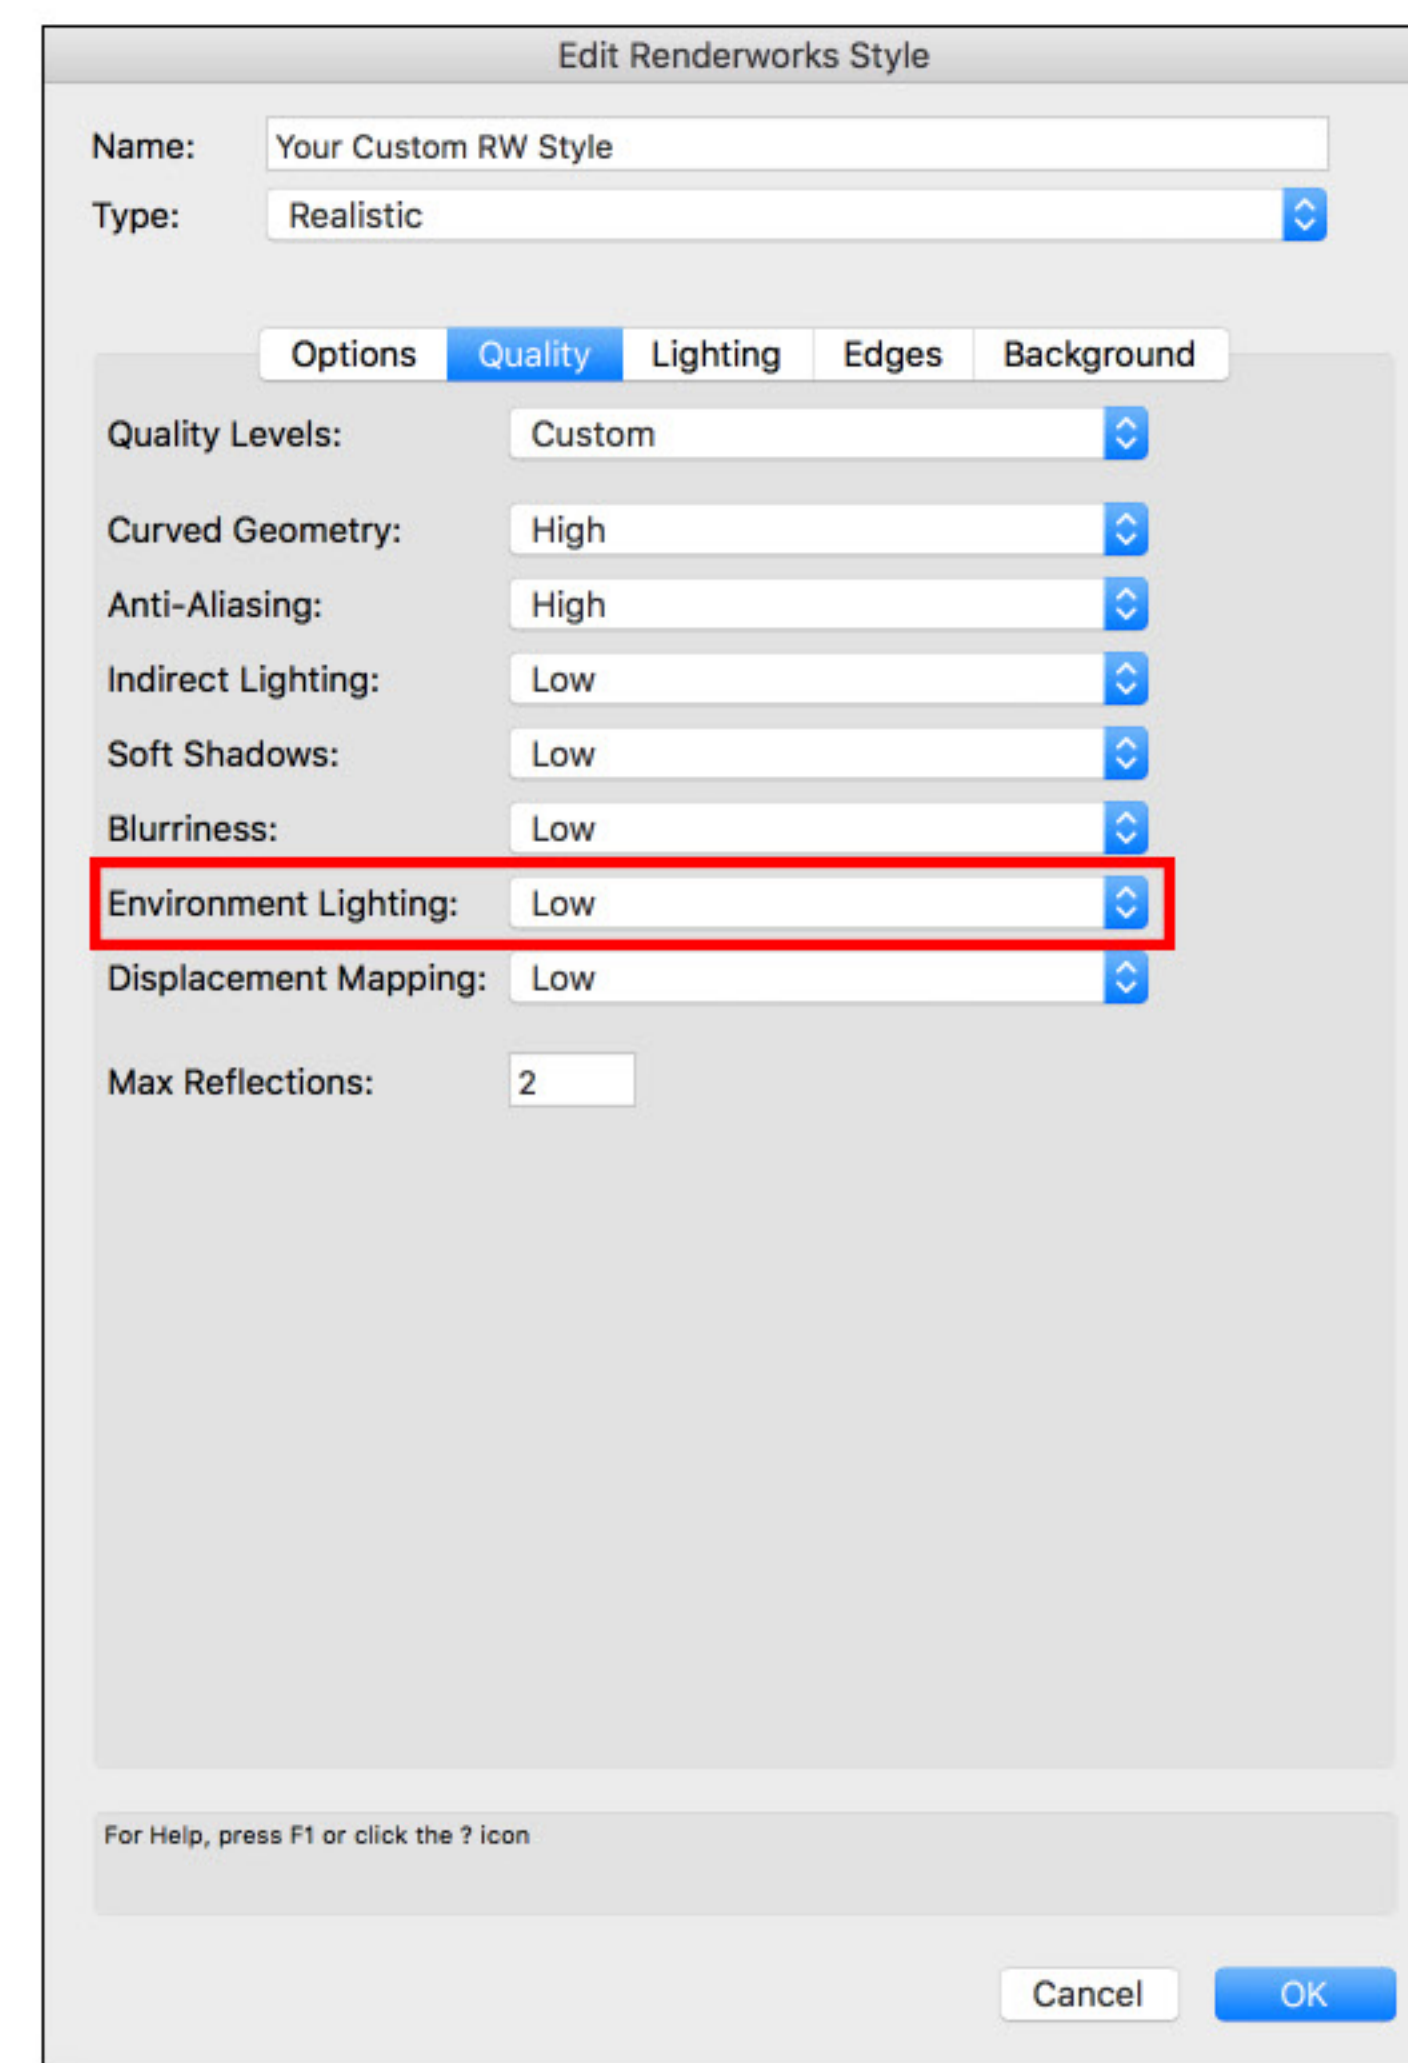 Edit Renderworks Style
Name: Your Custom RW Style
Type: Realistic
Options Quality Lighting Edges Background
Quality Levels: Custom
Curved Geometry: High
Anti-Aliasing: High
Indirect Lighting: Low
Soft Shadows: Low
Blurriness: Low
Environment Lighting: Low
Displacement Mapping: Low
Max Reflections: 2
For Help, press F1 or click the ? icon
Cancel OK